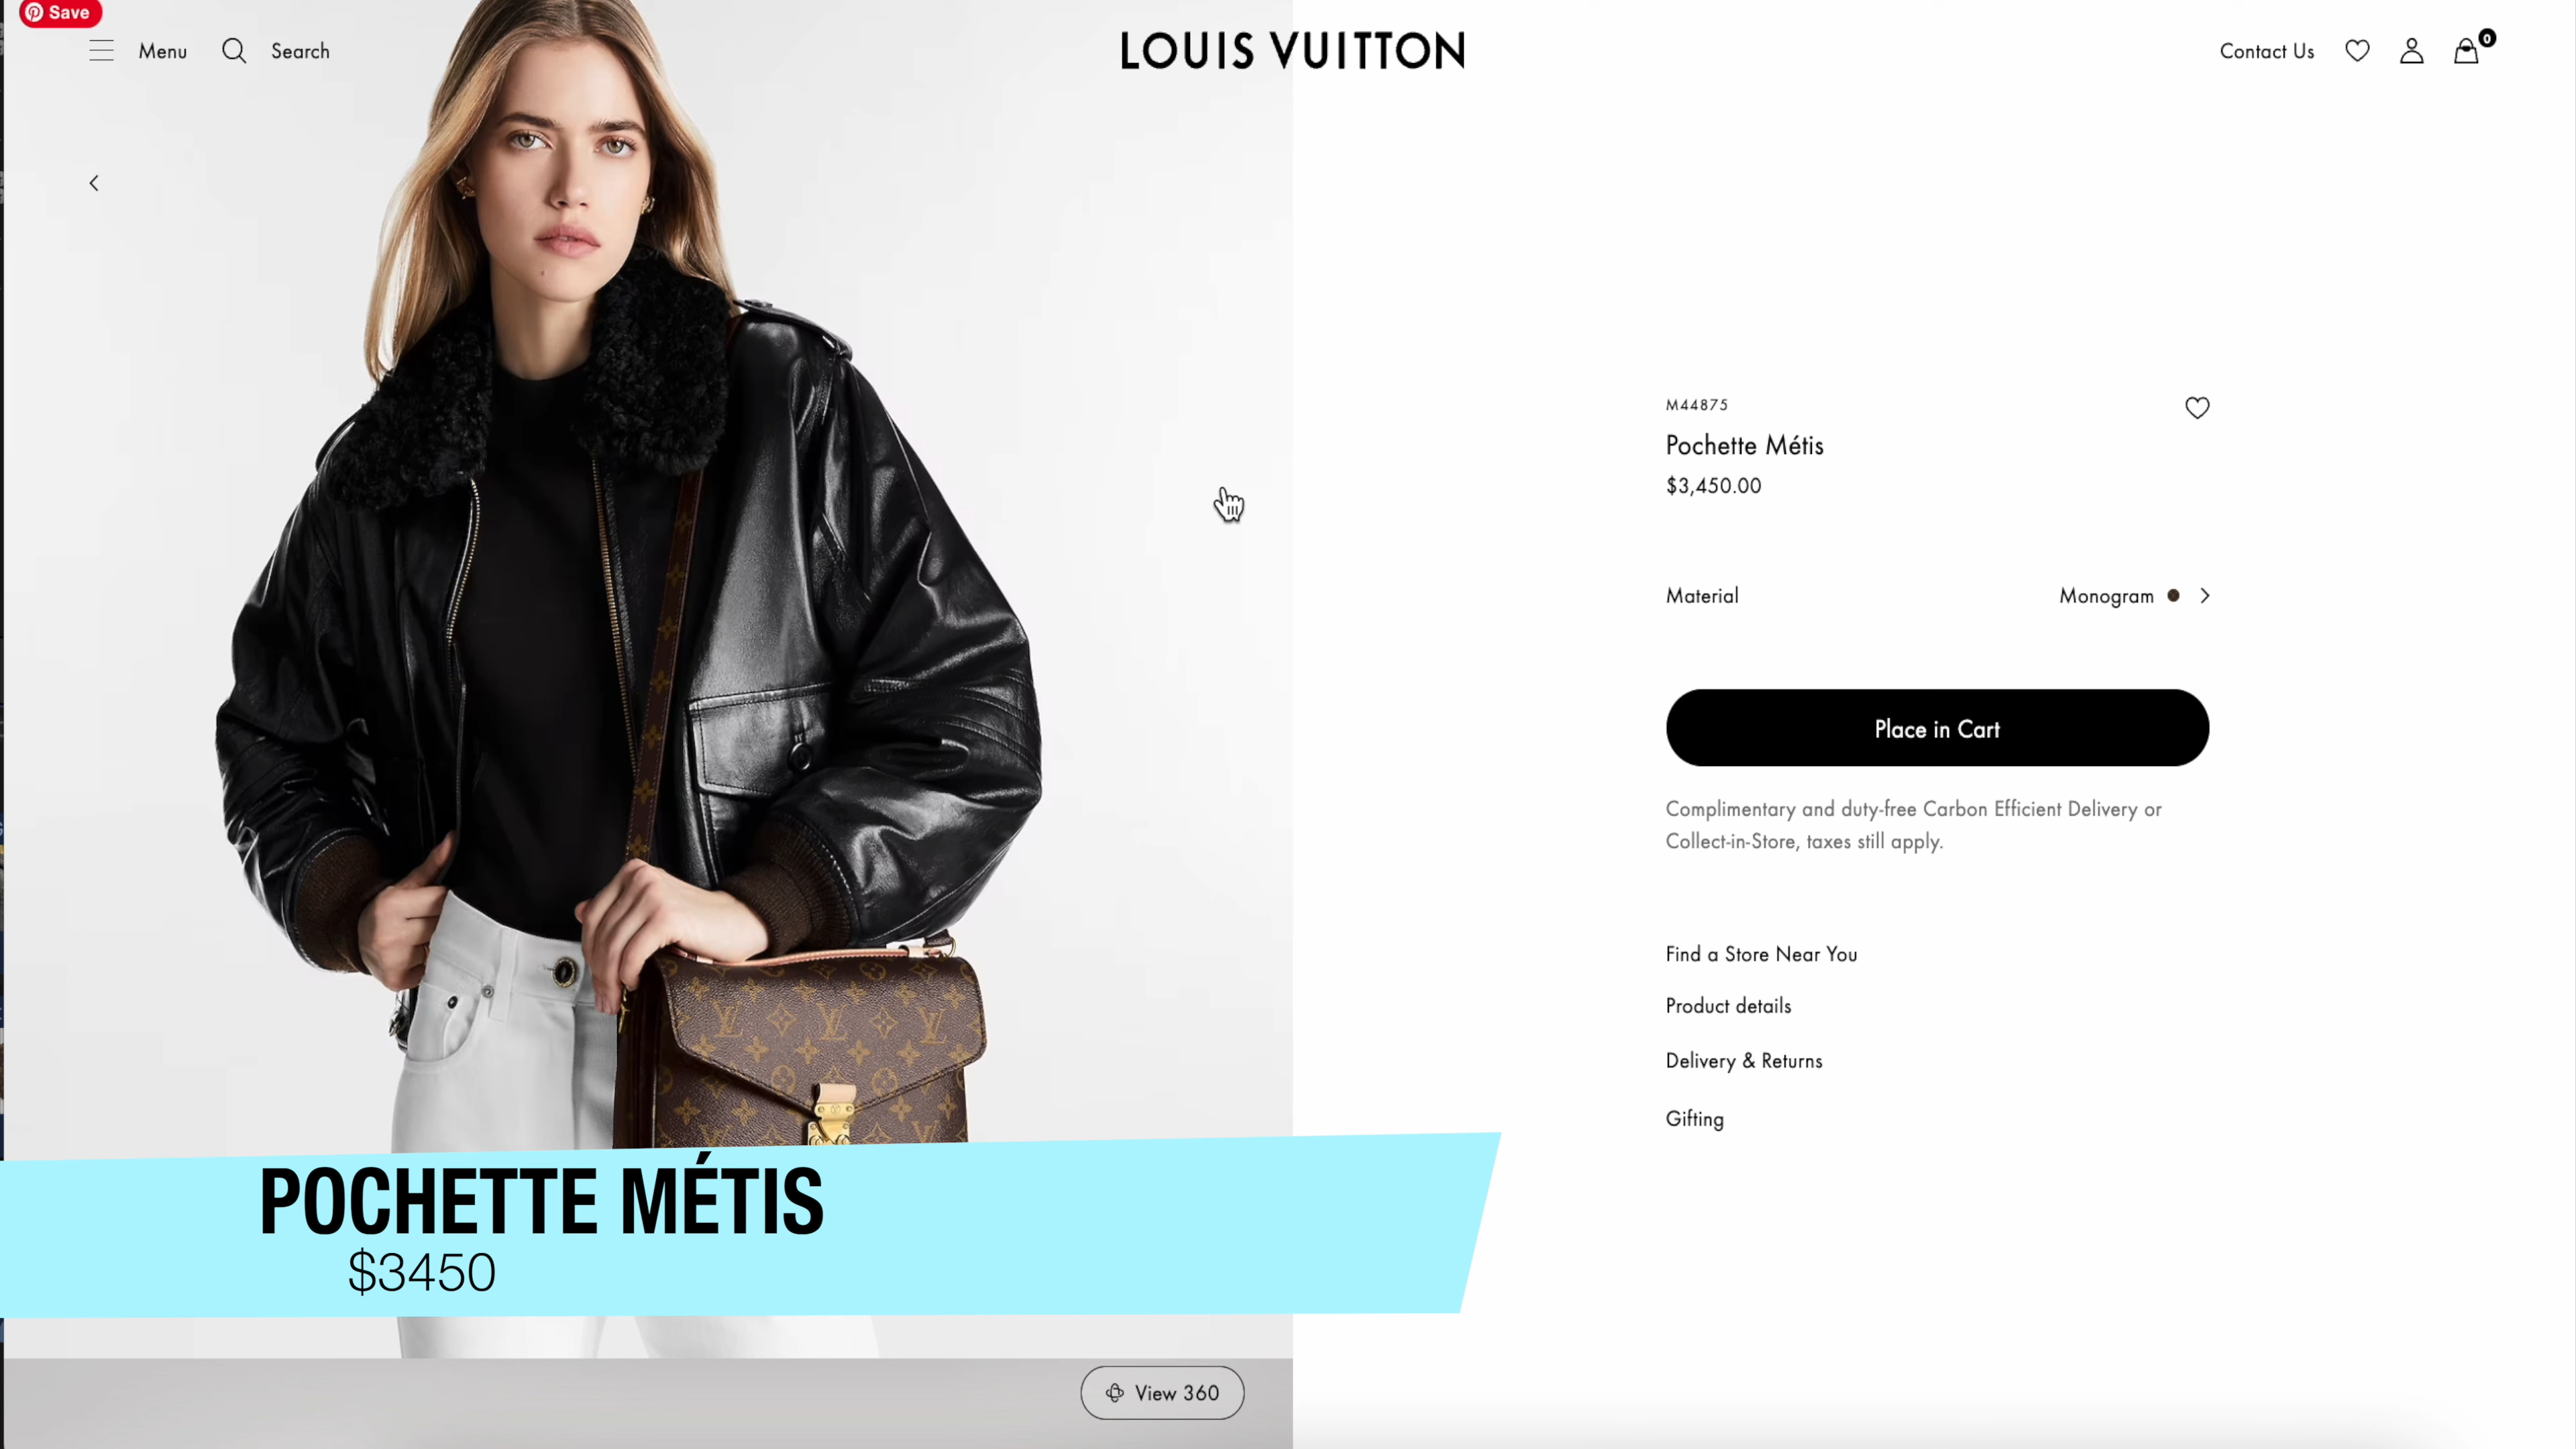 Save
Menu
Search
LOUIS VUITTON
Contact Us
0
M44875
Pochette Métis
$3,450.00
Material
Monogram
Place in Cart
Complimentary and duty-free Carbon Efficient Delivery or
Collect-in-Store, taxes still apply.
Find a Store Near You
Product details
Delivery & Returns
Gifting
POCHETTE MÉTIS
$3450
View 360